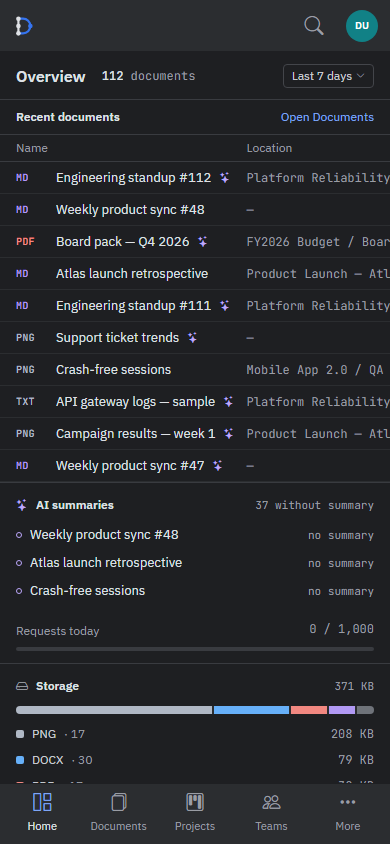 DU
Overview 112 documents Last 7 days
Recent documents Open Documents
Name Location
MD Engineering standup #112 Platform Reliability
MD Weekly product sync #48 —
PDF Board pack — Q4 2026 FY2026 Budget / Boar
MD Atlas launch retrospective Product Launch — Atl
MD Engineering standup #111 Platform Reliability
PNG Support ticket trends —
PNG Crash-free sessions Mobile App 2.0 / QA
TXT API gateway logs — sample Platform Reliability
PNG Campaign results — week 1 Product Launch — Atl
MD Weekly product sync #47 —
AI summaries 37 without summary
Weekly product sync #48 no summary
Atlas launch retrospective no summary
Crash-free sessions no summary
Requests today 0 / 1,000
Storage 371 KB
PNG · 17 208 KB
DOCX · 30 79 KB
Home Documents Projects Teams More